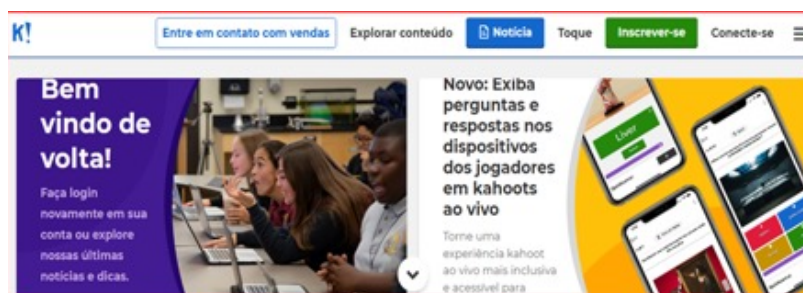 K!
Entre em contato com vendas
Explorar conteúdo
Notícia
Toque
Inscrever-se
Conecte-se
Bem
vindo de
volta!
Faça login
novamente em sua
conta ou explore
nossas últimas
notícias e dicas.
Novo: Exiba
perguntas e
respostas nos
dispositivos
dos jogadores
em kahoots
ao vivo
Torne uma
experiência kahoot
ao vivo mais inclusiva
e acessível para
Liver